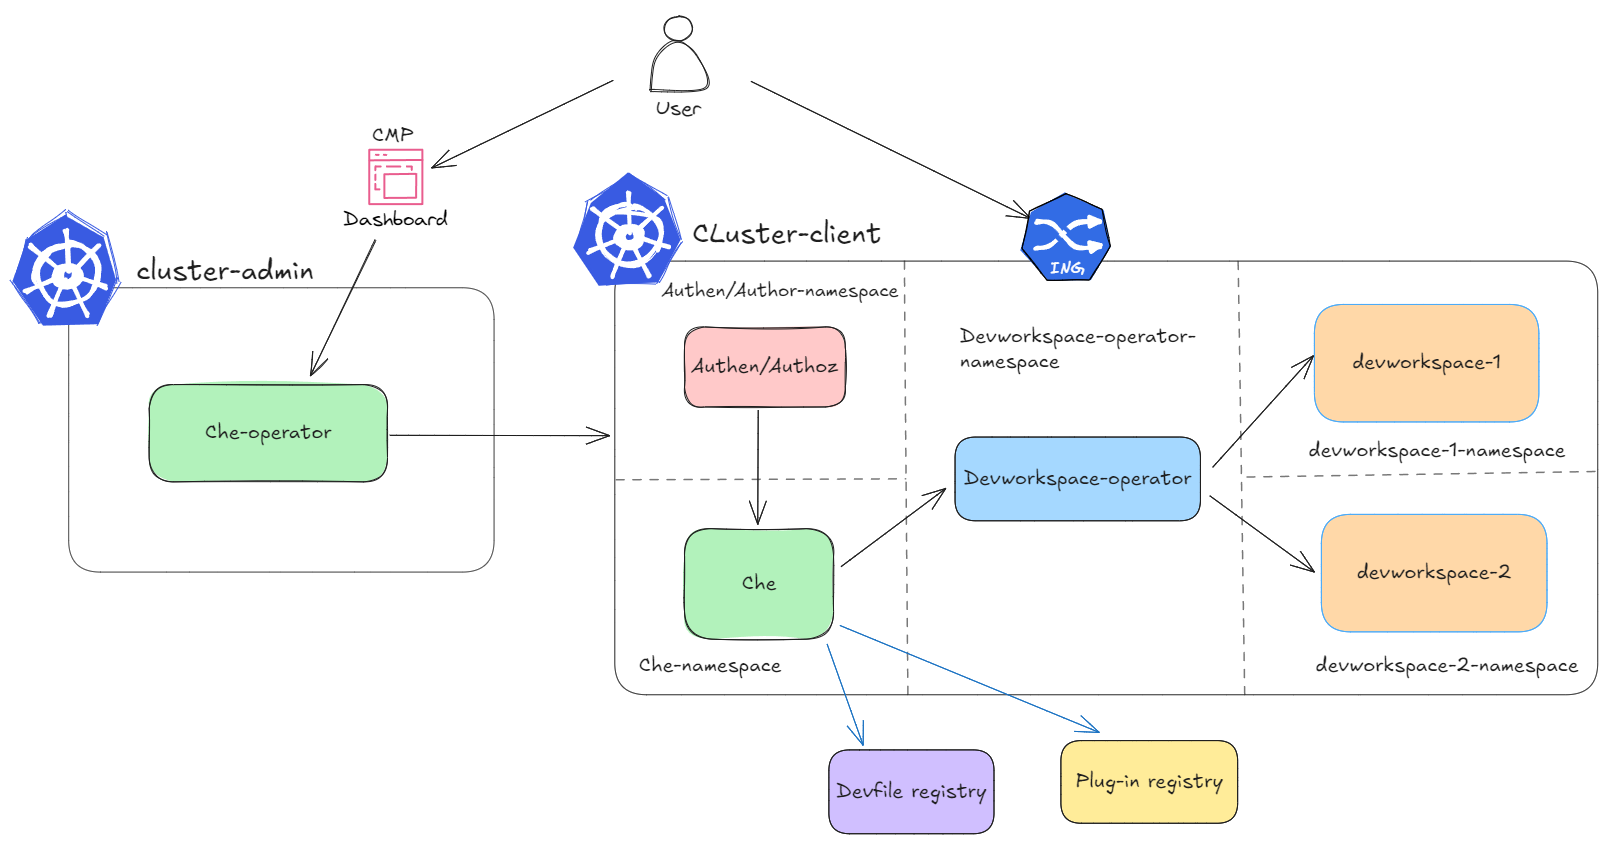 User
CMP
Dashboard
cluster-admin
CLuster-client
ING
Authen/Author-namespace
Authen/Authoz
Devworkspace-operator-
namespace
devworkspace-1
devworkspace-1-namespace
Che-operator
Devworkspace-operator
Che
devworkspace-2
Che-namespace
devworkspace-2-namespace
Devfile registry
Plug-in registry